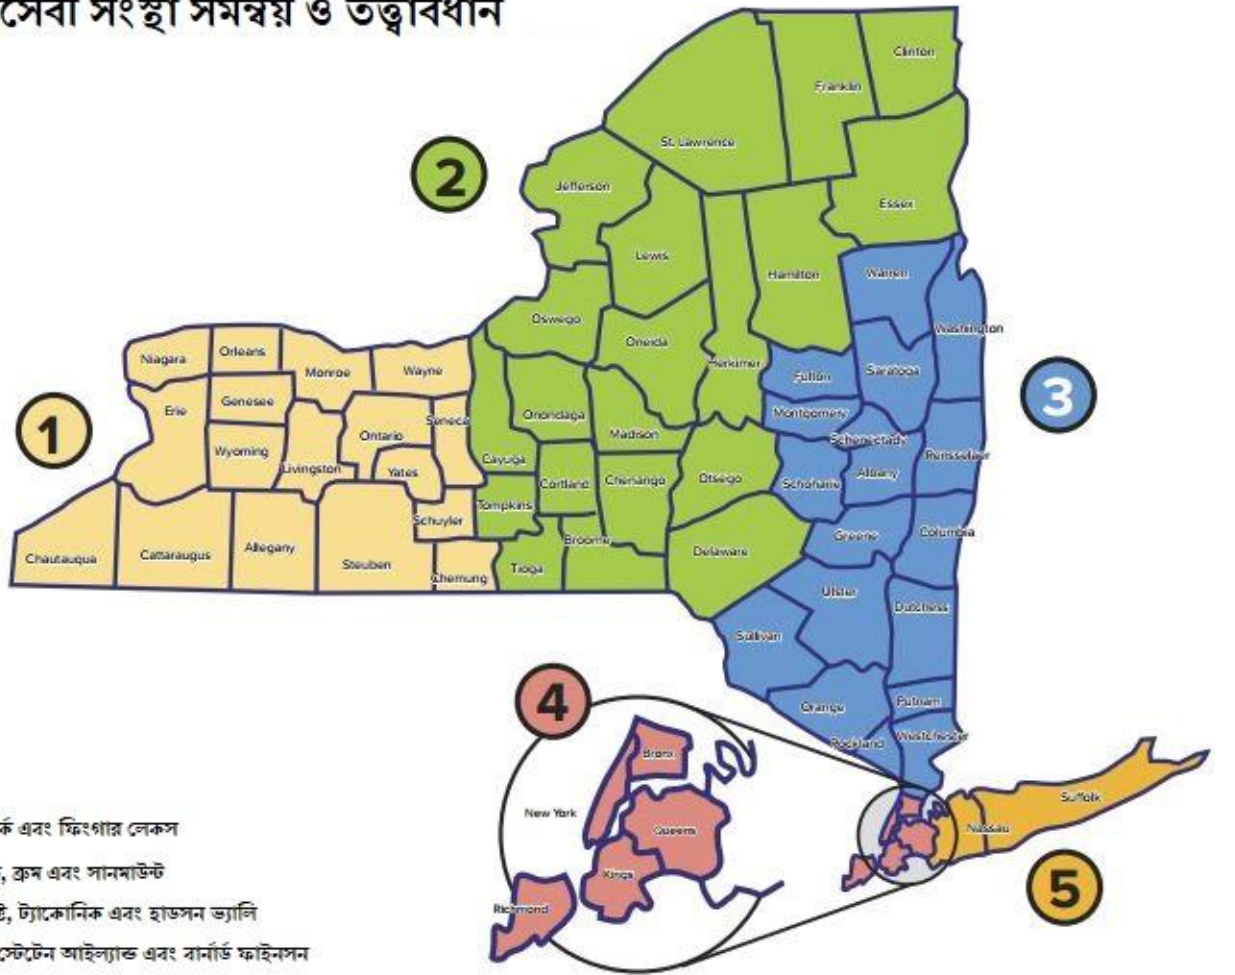 সেবা সংস্থা সমন্বয় ও তত্ত্বাবধান
Clinton
Franklin
St. Lawrence
2
Jefferson
Essex
Lewis
Hamilton
Warren
Oswego
Washington
Oneida
Niagara
Orleans
Monroe
Wayne
Herkimer
Fulton
Saratoga
3
Erie
Genesee
Seneca
Onondaga
Montgomery
1
Ontario
Madison
Schenectady
Wyoming
Livingston
Yates
Cayuga
Cortland
Chenango
Otsego
Schoharie
Albany
Rensselaer
Tompkins
Schuyler
Chautauqua
Cattaraugus
Allegany
Steuben
Chemung
Tioga
Broome
Delaware
Greene
Columbia
Ulster
Dutchess
Sullivan
4
Orange
Putnam
Rockland
Westchester
Bronx
New York
Queens
Kings
Richmond
Suffolk
Nassau
5
এবং ফিংগার লেকস
ব্রুম এবং সানমাউন্ট
ট্যাকোনিক এবং হাডসন ভ্যালি
স্টেটেন আইল্যান্ড এবং বার্নার্ড ফাইনসন